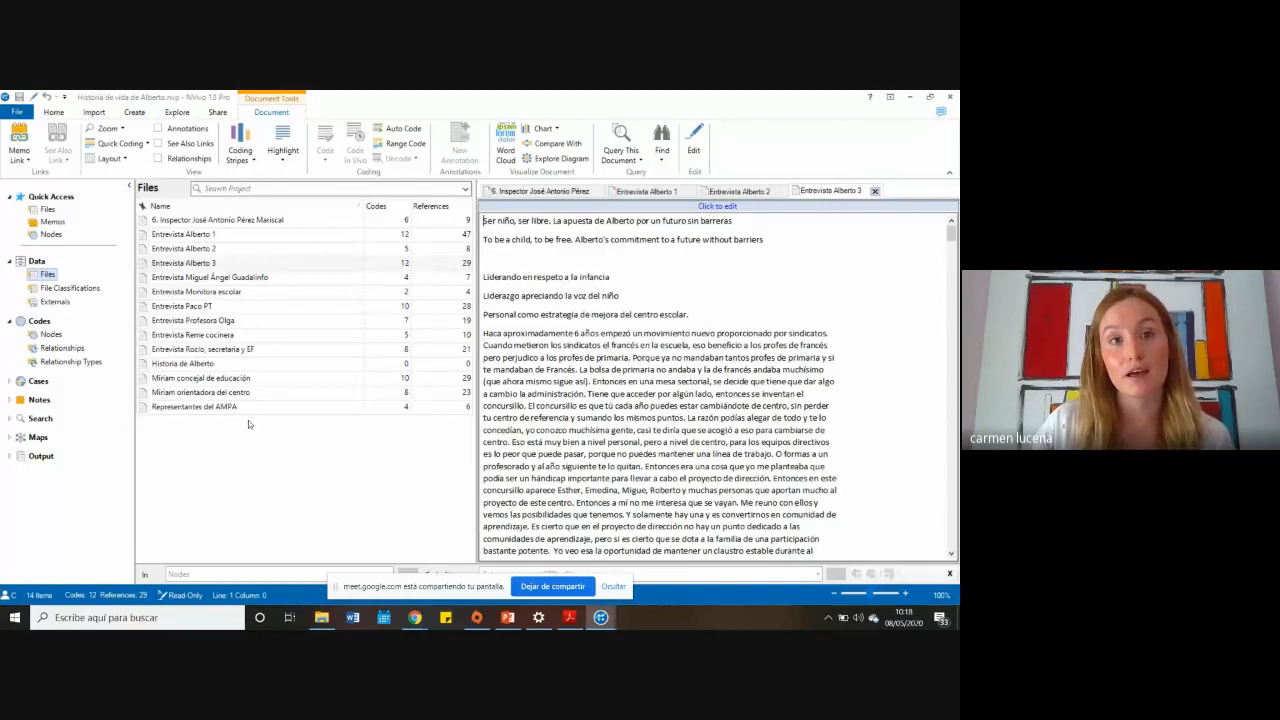 Historia de vida de Alberto.nvp - NVivo 12 Pro
Document Tools
File Home Import Create Explore Share Document
Memo Link
See Also Link
Links
Zoom
Quick Coding
Layout
Annotations
See Also Links
Relationships
View
Coding Stripes
Highlight
Code
Code In Vivo
Auto Code
Range Code
Uncode
Coding
New Annotation
Annotations
Word Cloud
Chart
Compare With
Explore Diagram
Visualize Document
Query This Document
Find
Query
Edit
Edit
Quick Access
Files
Memos
Nodes
Data
Files
File Classifications
Externals
Codes
Nodes
Relationships
Relationship Types
Cases
Notes
Search
Maps
Output
Files
Search Project
Name Codes References
6. Inspector José Antonio Pérez Mariscal 6 9
Entrevista Alberto 1 12 47
Entrevista Alberto 2 5 8
Entrevista Alberto 3 12 29
Entrevista Miguel Ángel Guadalinfo 4 7
Entrevista Monitora escolar 2 4
Entrevista Paco PT 10 28
Entrevista Profesora Olga 7 19
Entrevista Reme cocinera 5 10
Entrevista Rocío, secretaria y EF 8 21
Historia de Alberto 0 0
Miriam concejal de educación 10 29
Miriam orientadora del centro 8 23
Representantes del AMPA 4 6
6. Inspector José Antonio Pérez
Entrevista Alberto 1
Entrevista Alberto 2
Entrevista Alberto 3
Click to edit
Ser niño, ser libre. La apuesta de Alberto por un futuro sin barreras
To be a child, to be free. Alberto's commitment to a future without barriers
Liderando en respeto a la infancia
Liderazgo apreciando la voz del niño
Personal como estrategia de mejora del centro escolar.
Haca aproximadamente 6 años empezó un movimiento nuevo proporcionado por sindicatos.
Cuando metieron los sindicatos el francés en la escuela, eso beneficio a los profes de francés
pero perjudico a los profes de primaria. Porque ya no mandaban tantos profes de primaria y si
te mandaban de Francés. La bolsa de primaria no andaba y la de francés andaba muchísimo
(que ahora mismo sigue así). Entonces en una mesa sectorial, se decide que tiene que dar algo
a cambio la administración. Tiene que acceder por algún lado, entonces se inventan el
concursillo. El concursillo es que tú cada año puedes estar cambiándote de centro, sin perder
tu centro de referencia y sumando los mismos puntos. La razón podías alegar de todo y te lo
concedían, yo conozco muchísima gente, casi te diría que se acogió a eso para cambiarse de
centro. Eso está muy bien a nivel personal, pero a nivel de centro, para los equipos directivos
es lo peor que puede pasar, porque no puedes mantener una línea de trabajo. O formas a un
profesorado y al año siguiente te lo quitan. Entonces era una cosa que yo me planteaba que
podía ser un hándicap importante para llevar a cabo el proyecto de dirección. Entonces en este
concursillo aparece Esther, Emedina, Migue, Roberto y muchas personas que aportan mucho al
proyecto de este centro. Entonces a mí no me interesa que se vayan. Me reuno con ellos y
vemos las posibilidades que tenemos. Y solamente hay una y es convertirnos en comunidad de
aprendizaje. Es cierto que en el proyecto de dirección no hay un punto dedicado a las
comunidades de aprendizaje, pero si es cierto que se dota a la familia de una participación
bastante potente. Yo veo esa la oportunidad de mantener un claustro estable durante al
In Nodes
meet.google.com está compartiendo tu pantalla. Dejar de compartir Ocultar
C 14 Items Codes: 12 References: 29 Read-Only Line: 1 Column: 0 100%
Escribe aquí para buscar
10:18
08/05/2020
33
carmen lucena